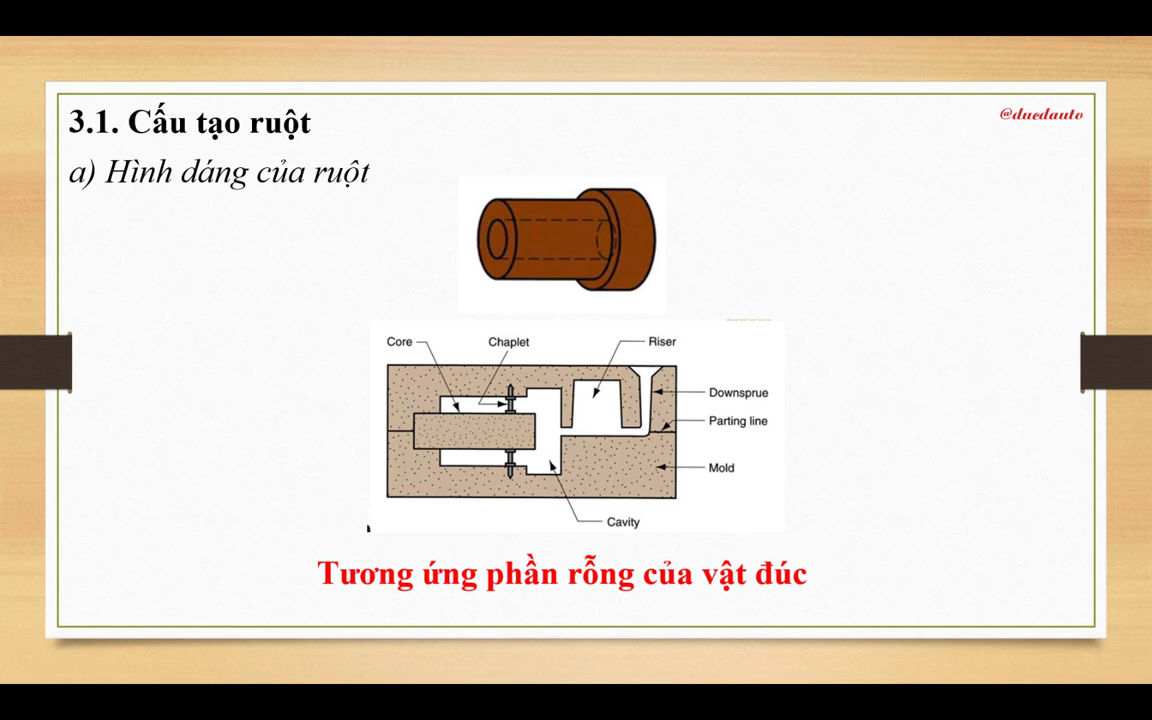 3.1. Cấu tạo ruột
@ducdauto
a) Hình dáng của ruột
Core
Chaplet
Riser
Downsprue
Parting line
Mold
Cavity
Tương ứng phần rỗng của vật đúc